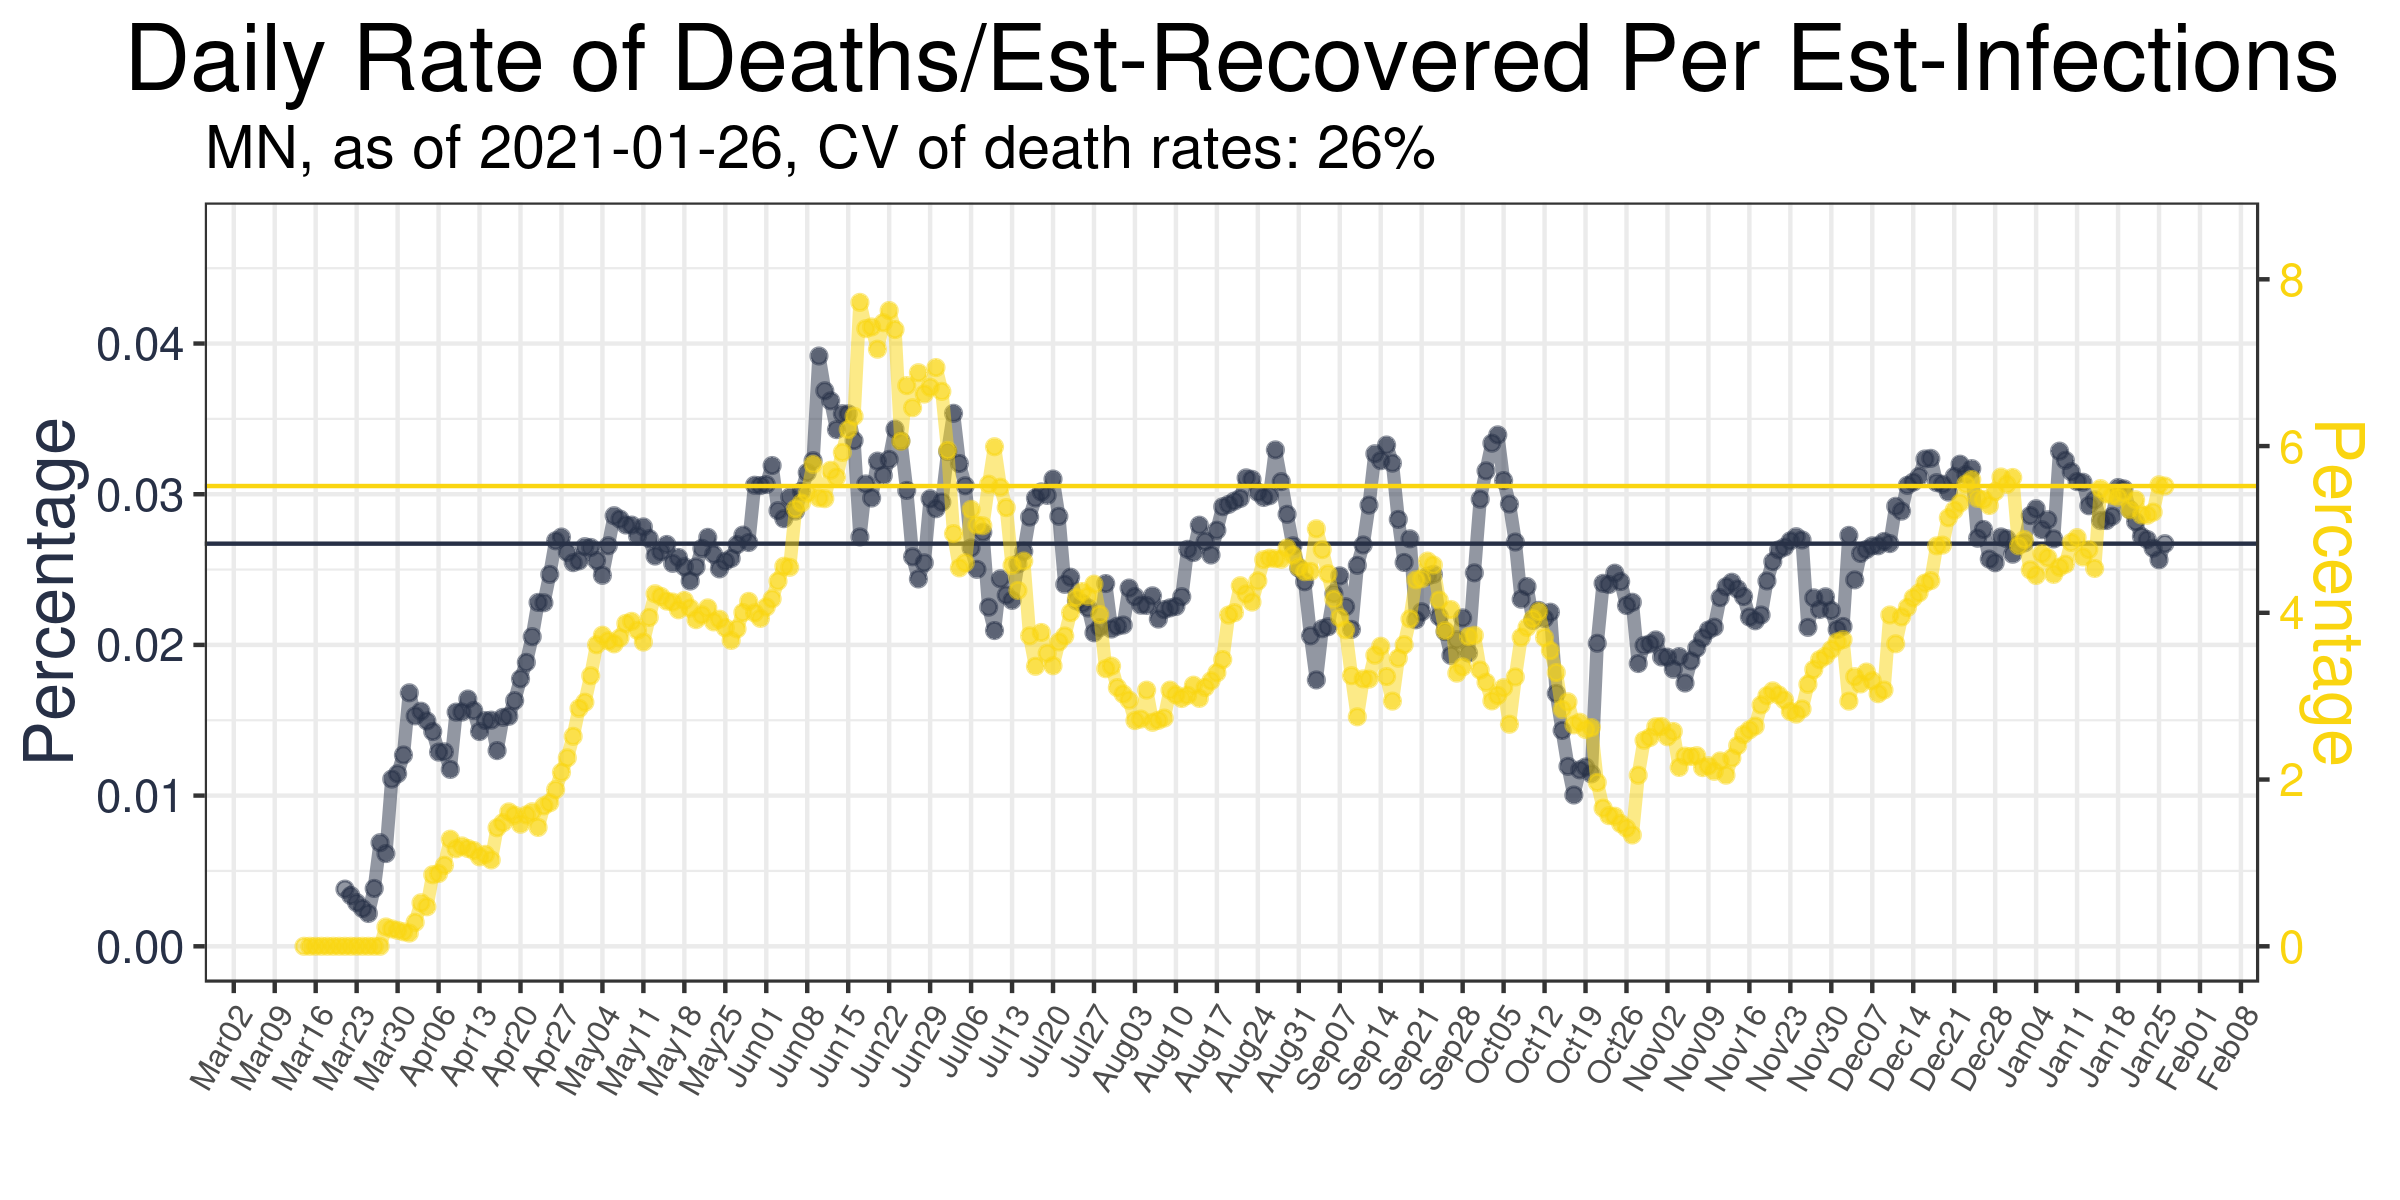 Daily Rate of Deaths/Est-Recovered Per Est-Infections
MN, as of 2021-01-26, CV of death rates: 26%
Percentage
0.04
0.03
0.02
0.01
0.00
8
6
4
2
0
Percentage
Mar02 Mar09 Mar16 Mar23 Mar30 Apr06 Apr13 Apr20 Apr27 May04 May11 May18 May25 Jun01 Jun08 Jun15 Jun22 Jun29 Jul06 Jul13 Jul20 Jul27 Aug03 Aug10 Aug17 Aug24 Aug31 Sep07 Sep14 Sep21 Sep28 Oct05 Oct12 Oct19 Oct26 Nov02 Nov09 Nov16 Nov23 Nov30 Dec07 Dec14 Dec21 Dec28 Jan04 Jan11 Jan18 Jan25 Feb01 Feb08